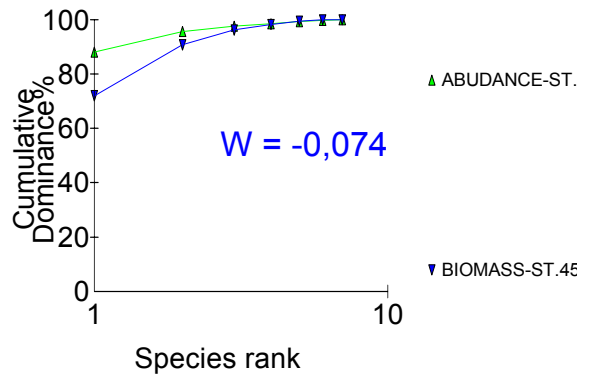 100
80
60
40
20
0
Cumulative
Dominance%
W = -0,074
1
10
Species rank
ABUDANCE-ST.
BIOMASS-ST.45